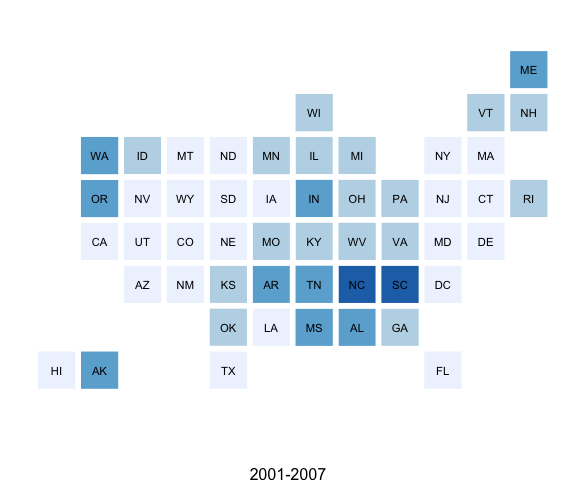 ME
WI VT NH
WA ID MT ND MN IL MI NY MA
OR NV WY SD IA IN OH PA NJ CT RI
CA UT CO NE MO KY WV VA MD DE
AZ NM KS AR TN NC SC DC
OK LA MS AL GA
HI AK TX FL
2001-2007